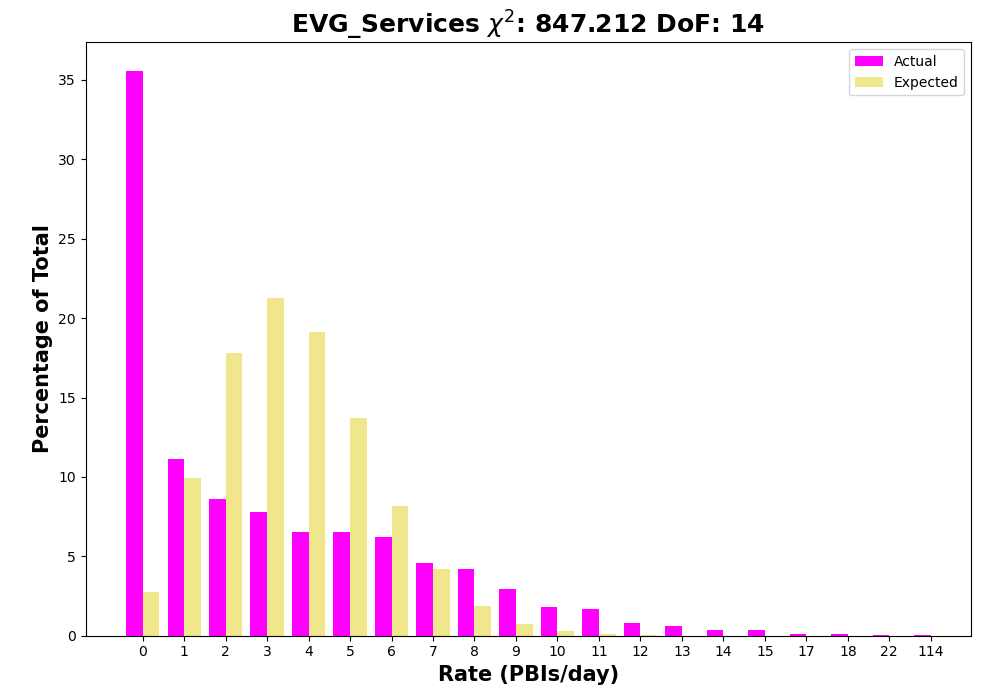 EVG_Services χ²: 847.212 DoF: 14
Actual
Expected
Percentage of Total
35
30
25
20
15
10
5
0
0 1 2 3 4 5 6 7 8 9 10 11 12 13 14 15 17 18 22 114
Rate (PBIs/day)